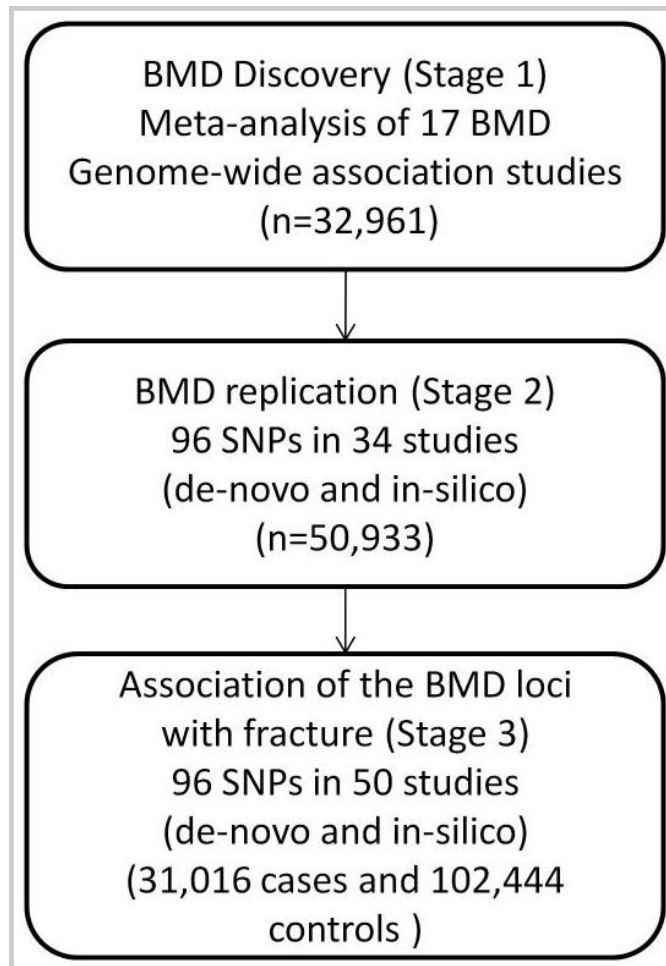 BMD Discovery (Stage 1)
Meta-analysis of 17 BMD
Genome-wide association studies
(n=32,961)
BMD replication (Stage 2)
96 SNPs in 34 studies
(de-novo and in-silico)
(n=50,933)
Association of the BMD loci
with fracture (Stage 3)
96 SNPs in 50 studies
(de-novo and in-silico)
(31,016 cases and 102,444
controls )